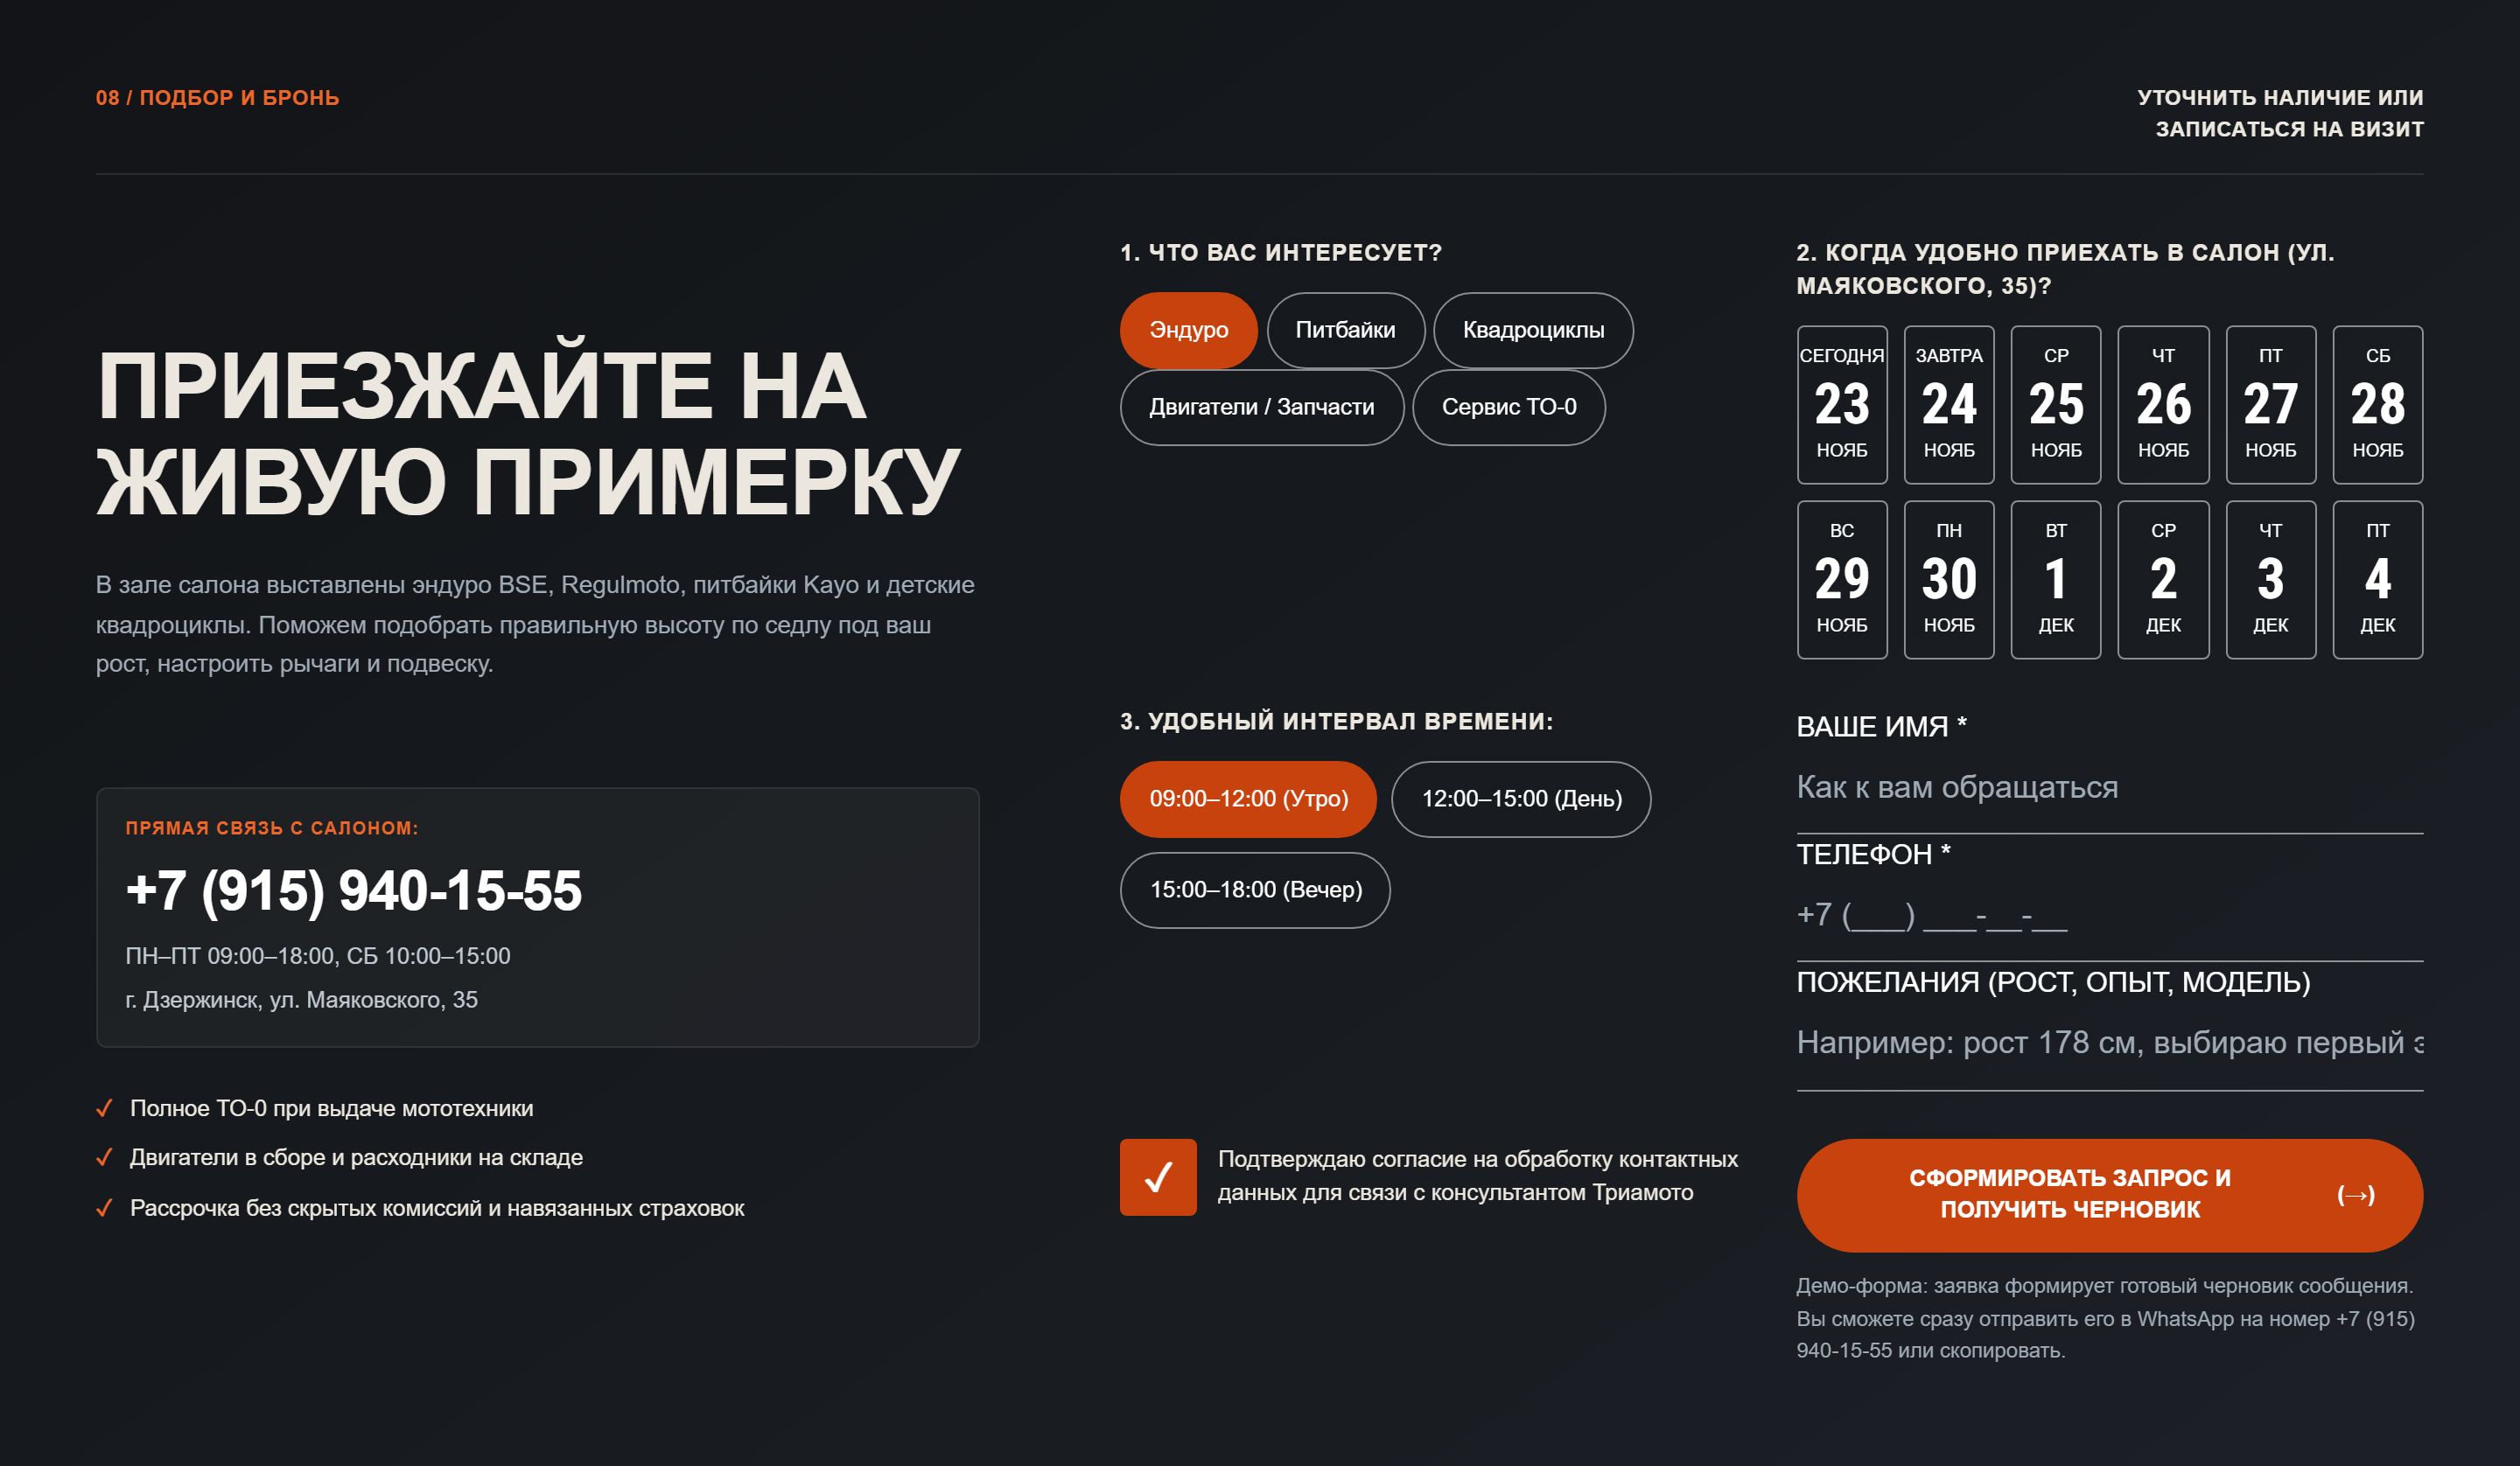 08 / ПОДБОР И БРОНЬ
УТОЧНИТЬ НАЛИЧИЕ ИЛИ
ЗАПИСАТЬСЯ НА ВИЗИТ
ПРИЕЗЖАЙТЕ НА
ЖИВУЮ ПРИМЕРКУ
В зале салона выставлены эндуро BSE, Regulmoto, питбайки Kayo и детские
квадроциклы. Поможем подобрать правильную высоту по седлу под ваш
рост, настроить рычаги и подвеску.
ПРЯМАЯ СВЯЗЬ С САЛОНОМ:
+7 (915) 940-15-55
ПН–ПТ 09:00–18:00, СБ 10:00–15:00
г. Дзержинск, ул. Маяковского, 35
✓ Полное ТО-0 при выдаче мототехники
✓ Двигатели в сборе и расходники на складе
✓ Рассрочка без скрытых комиссий и навязанных страховок
1. ЧТО ВАС ИНТЕРЕСУЕТ?
Эндуро Питбайки Квадроциклы
Двигатели / Запчасти Сервис ТО-0
2. КОГДА УДОБНО ПРИЕХАТЬ В САЛОН (УЛ.
МАЯКОВСКОГО, 35)?
СЕГОДНЯ ЗАВТРА СР ЧТ ПТ СБ
23 24 25 26 27 28
НОЯБ НОЯБ НОЯБ НОЯБ НОЯБ НОЯБ
ВС ПН ВТ СР ЧТ ПТ
29 30 1 2 3 4
НОЯБ НОЯБ ДЕК ДЕК ДЕК ДЕК
3. УДОБНЫЙ ИНТЕРВАЛ ВРЕМЕНИ:
09:00–12:00 (Утро) 12:00–15:00 (День)
15:00–18:00 (Вечер)
ВАШЕ ИМЯ *
Как к вам обращаться
ТЕЛЕФОН *
+7 (___) ___-__-__
ПОЖЕЛАНИЯ (РОСТ, ОПЫТ, МОДЕЛЬ)
Например: рост 178 см, выбираю первый
✓ Подтверждаю согласие на обработку контактных
данных для связи с консультантом Триамото
СФОРМИРОВАТЬ ЗАПРОС И
ПОЛУЧИТЬ ЧЕРНОВИК (→)
Демо-форма: заявка формирует готовый черновик сообщения.
Вы сможете сразу отправить его в WhatsApp на номер +7 (915)
940-15-55 или скопировать.